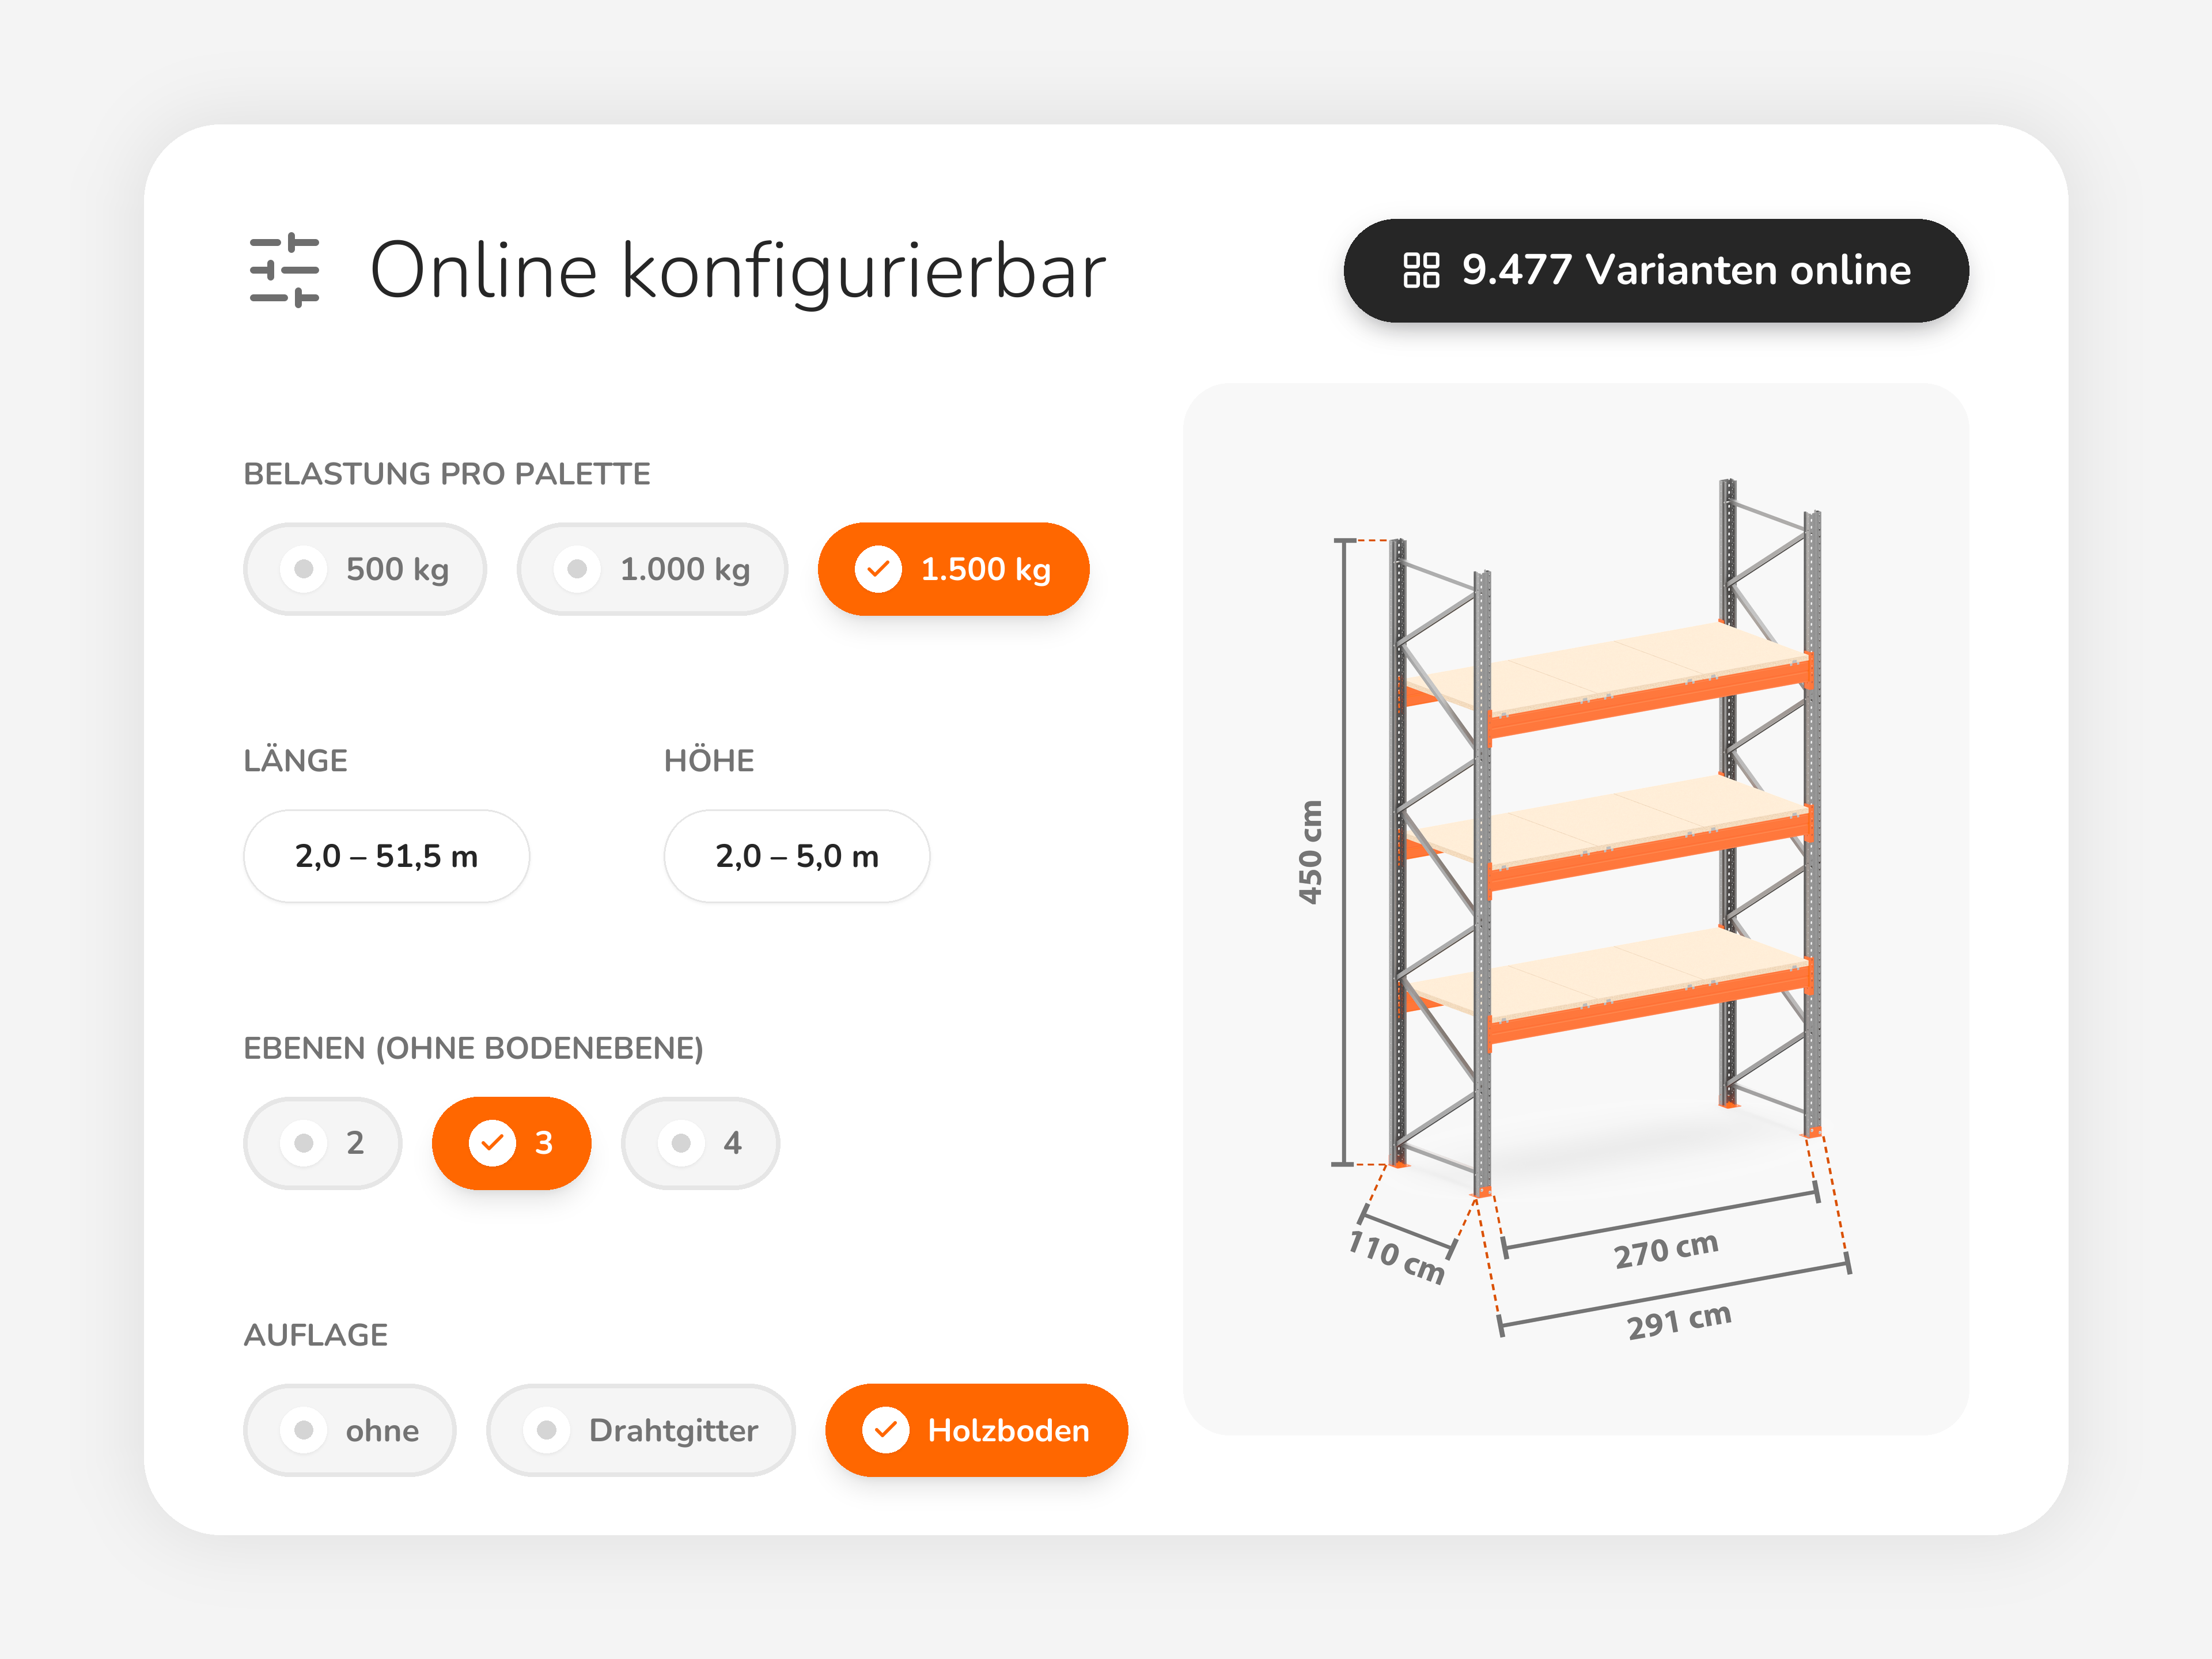 Online konfigurierbar
9.477 Varianten online
BELASTUNG PRO PALETTE
500 kg
1.000 kg
1.500 kg
LÄNGE
HÖHE
2,0 – 51,5 m
2,0 – 5,0 m
EBENEN (OHNE BODENEBENE)
2
3
4
AUFLAGE
ohne
Drahtgitter
Holzboden
450 cm
110 cm
270 cm
291 cm